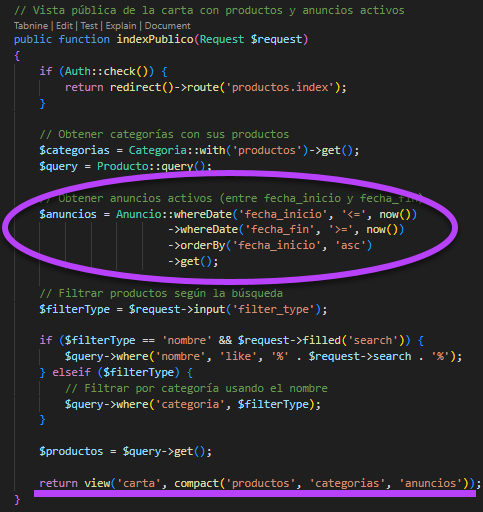 // Vista pública de la carta con productos y anuncios activos
Tabnine | Edit | Test | Explain | Document
public function indexPublico(Request $request)
{
    if (Auth::check()) {
        return redirect()->route('productos.index');
    }
    // Obtener categorías con sus productos
    $categorias = Categoria::with('productos')->get();
    $query = Producto::query();
    // Obtener anuncios activos (entre fecha_inicio y fecha_fin)
    $anuncios = Anuncio::whereDate('fecha_inicio', '<=', now())
                        ->whereDate('fecha_fin', '>=', now())
                        ->orderBy('fecha_inicio', 'asc')
                        ->get();
    // Filtrar productos según la búsqueda
    $filterType = $request->input('filter_type');
    if ($filterType == 'nombre' && $request->filled('search')) {
        $query->where('nombre', 'like', '%' . $request->search . '%');
    } elseif ($filterType) {
        // Filtrar por categoría usando el nombre
        $query->where('categoria', $filterType);
    }
    $productos = $query->get();
    return view('carta', compact('productos', 'categorias', 'anuncios'));
}